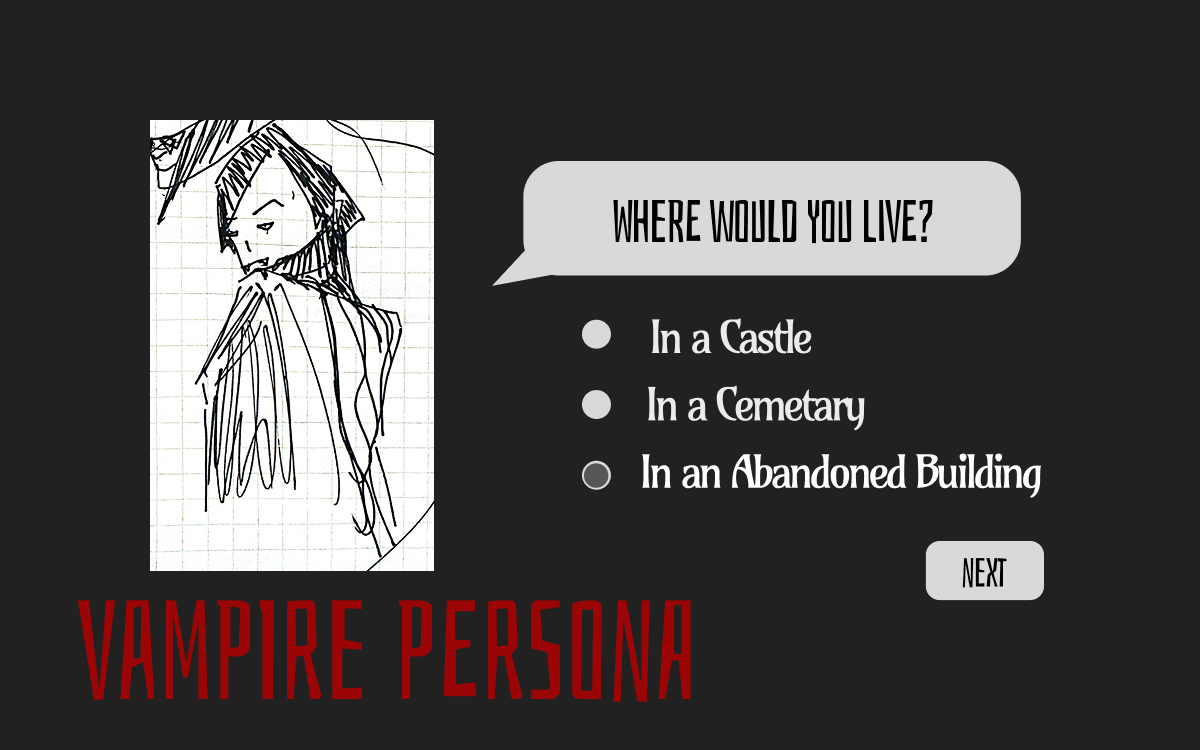 WHERE WOULD YOU LIVE?
In a Castle
In a Cemetary
In an Abandoned Building
NEXT
VAMPIRE PERSONA